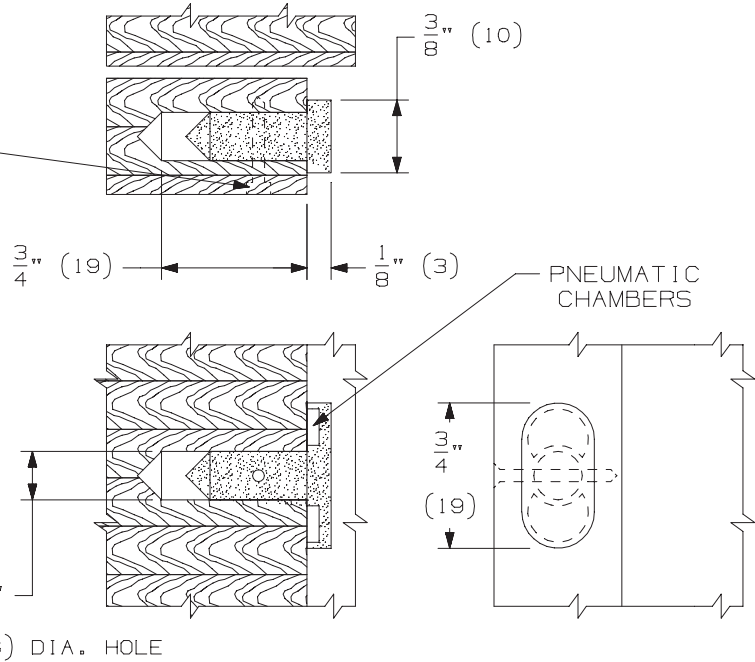 3/8" (10)
3/4" (19)
1/8" (3)
PNEUMATIC
CHAMBERS
3/4"
(19)
) DIA. HOLE